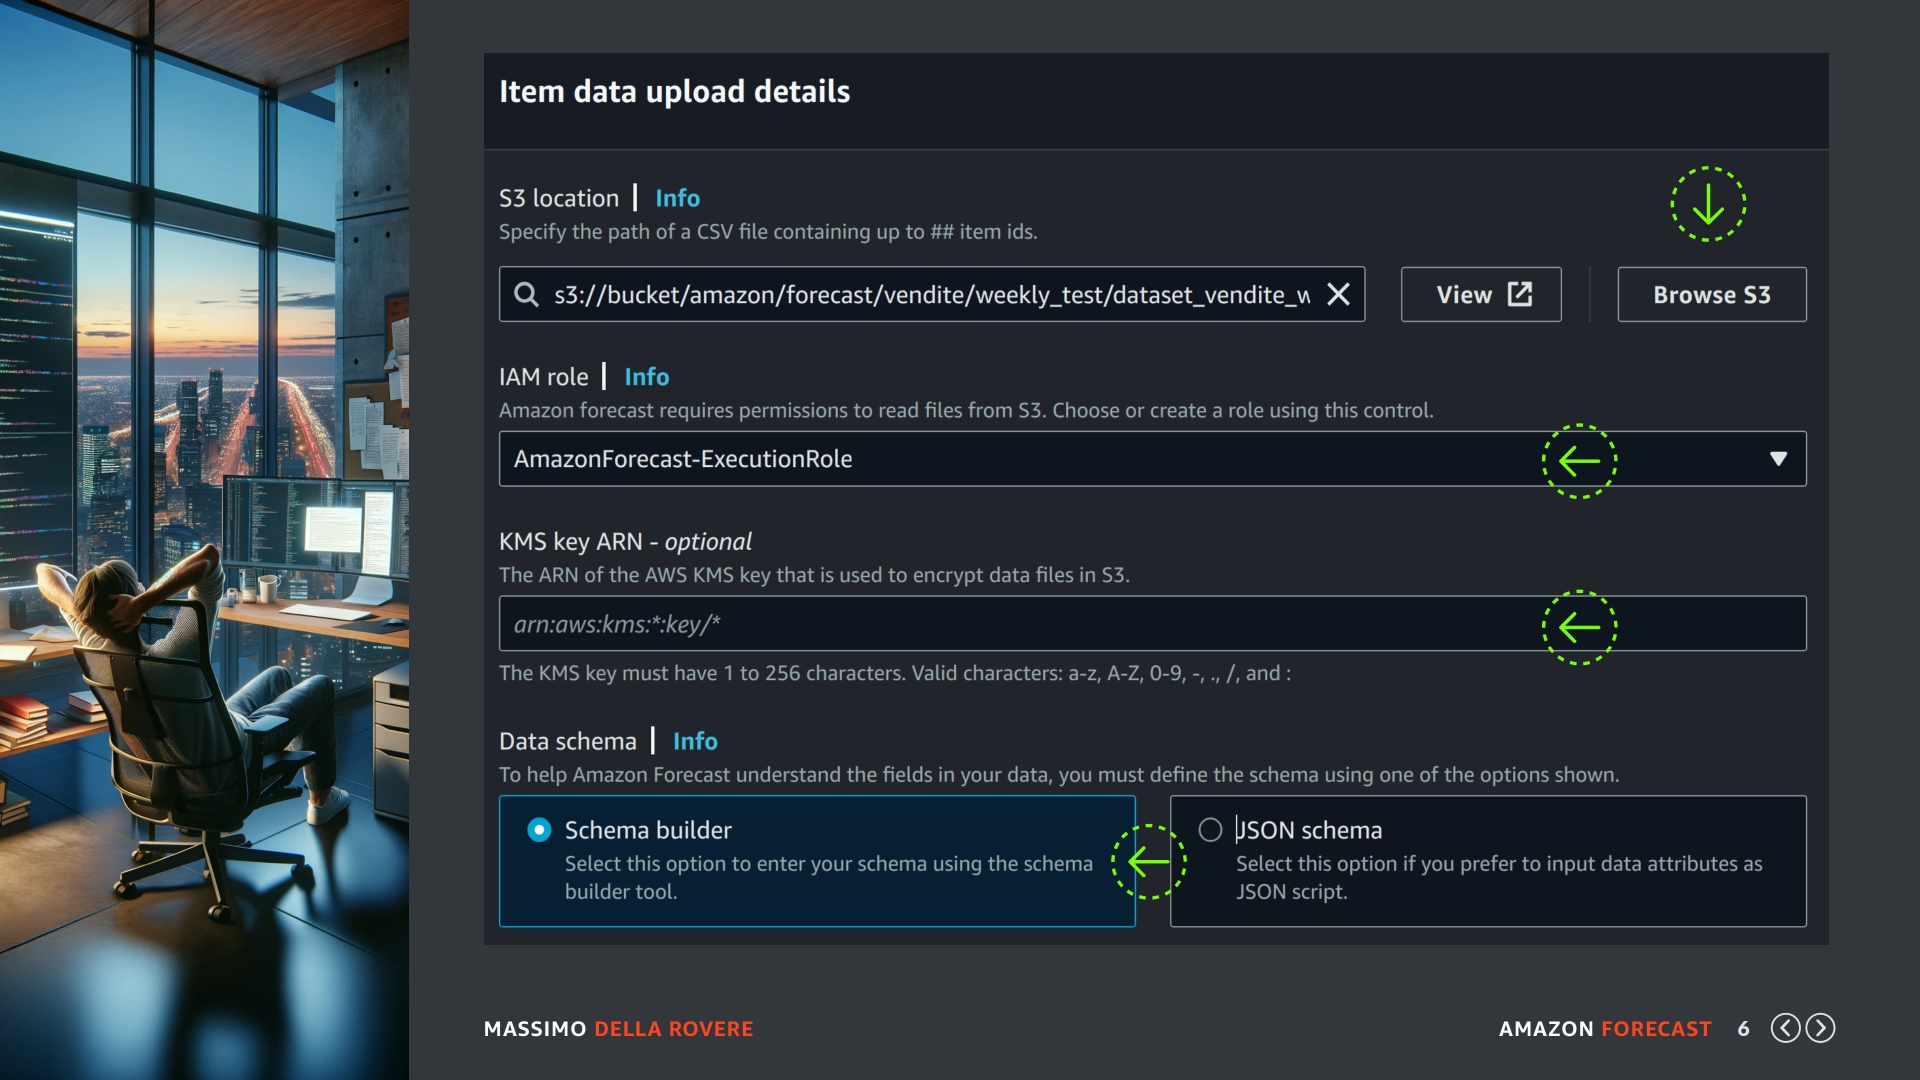 Item data upload details
S3 location | Info
Specify the path of a CSV file containing up to ## item ids.
s3://bucket/amazon/forecast/vendite/weekly_test/dataset_vendite_w
View
Browse S3
IAM role | Info
Amazon forecast requires permissions to read files from S3. Choose or create a role using this control.
AmazonForecast-ExecutionRole
KMS key ARN - optional
The ARN of the AWS KMS key that is used to encrypt data files in S3.
arn:aws:kms:*:key/*
The KMS key must have 1 to 256 characters. Valid characters: a-z, A-Z, 0-9, -, ., /, and :
Data schema | Info
To help Amazon Forecast understand the fields in your data, you must define the schema using one of the options shown.
Schema builder
Select this option to enter your schema using the schema
builder tool.
JSON schema
Select this option if you prefer to input data attributes as
JSON script.
MASSIMO DELLA ROVERE
AMAZON FORECAST 6